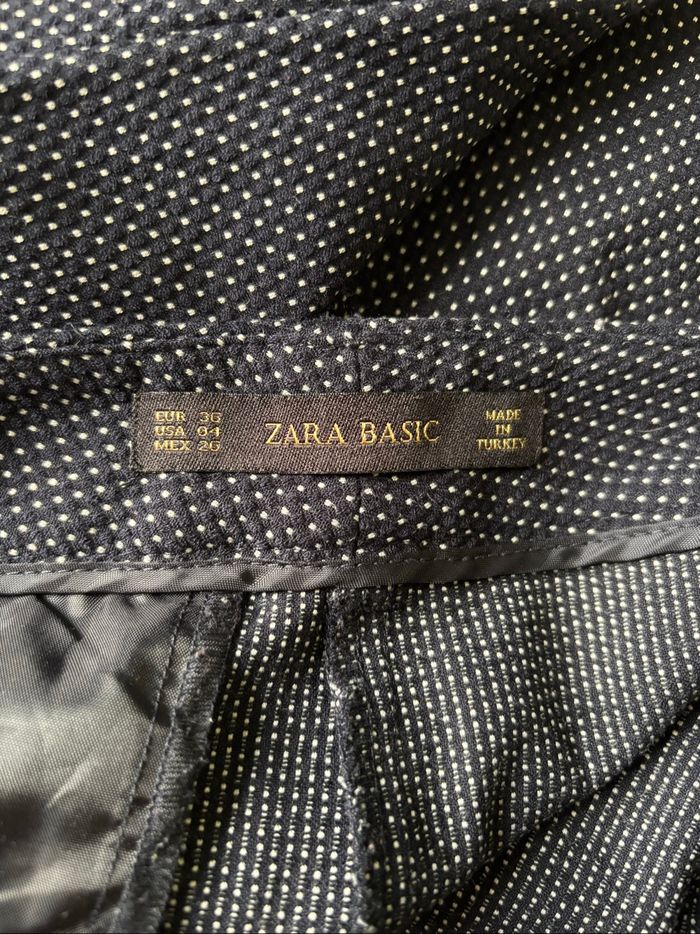 EUR 36
USA 04
MEX 26
ZARA BASIC
MADE
IN
TURKEY